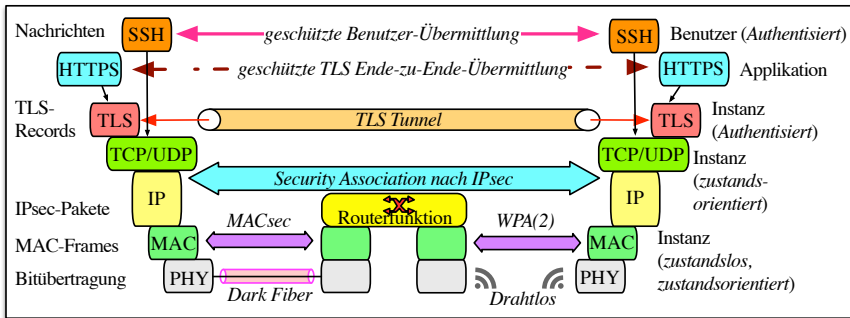 Nachrichten SSH geschützte Benutzer-Übermittlung SSH Benutzer (Authentisiert)
HTTPS geschützte TLS Ende-zu-Ende-Übermittlung HTTPS Applikation
TLS-
Records
TLS TLS Tunnel TLS
Instanz
(Authentisiert)
TCP/UDP TCP/UDP
Instanz
(zustands-
orientiert)
Security Association nach IPsec
IPsec-Pakete IP Routerfunktion IP
MACsec WPA(2)
MAC-Frames MAC MAC
Instanz
(zustandslos,
zustandsorientiert)
Bitübertragung PHY Dark Fiber Drahtlos PHY